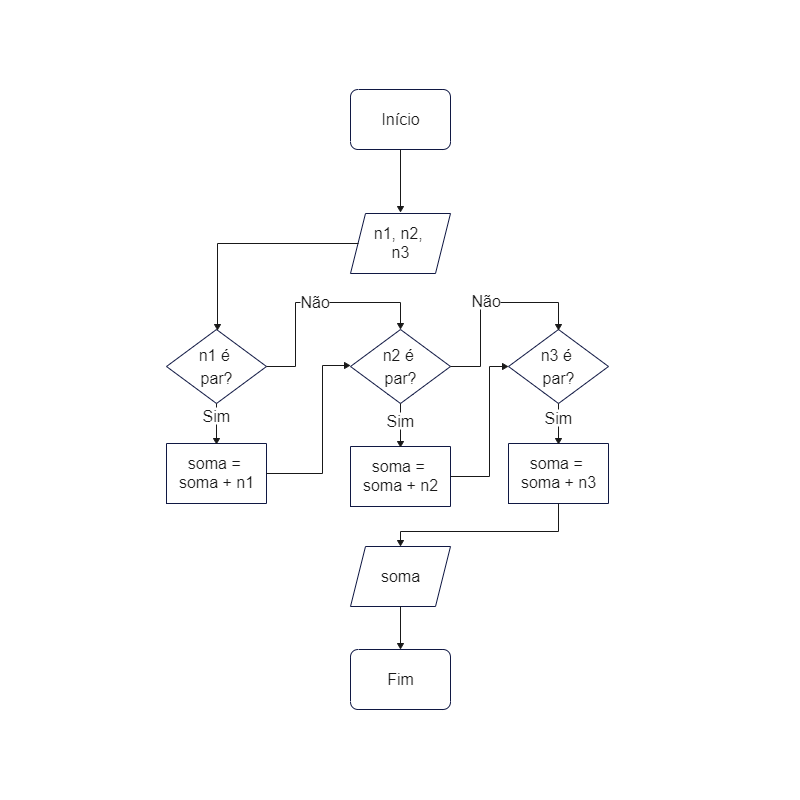 Início
n1, n2,
n3
Não
Não
n1 é
par?
n2 é
par?
n3 é
par?
Sim
Sim
Sim
soma =
soma + n1
soma =
soma + n2
soma =
soma + n3
soma
Fim